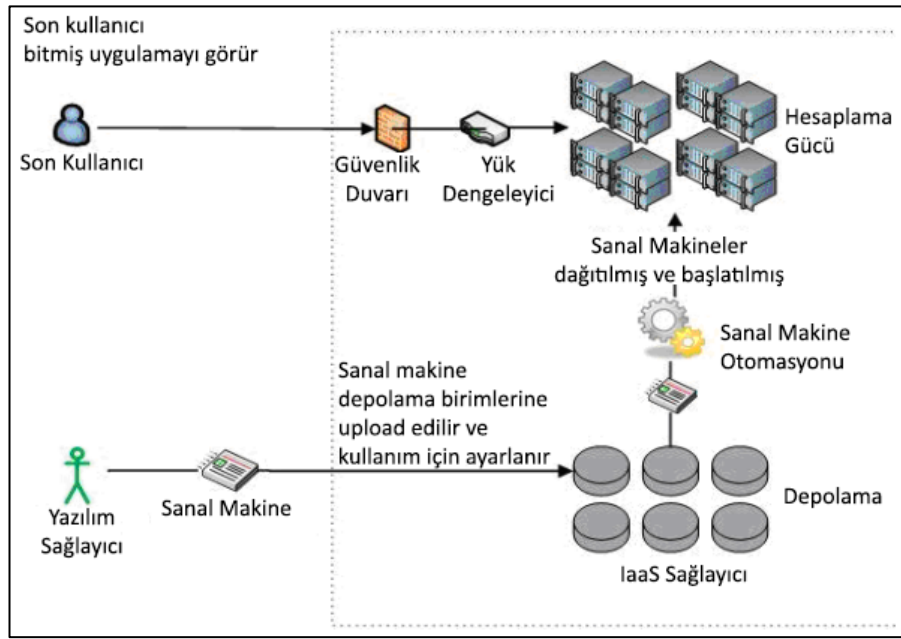 Son kullanıcı
bitmiş uygulamayı görür
Son Kullanıcı
Güvenlik
Duvarı
Yük
Dengeleyici
Hesaplama
Gücü
Sanal Makineler
dağıtılmış ve başlatılmış
Sanal Makine
Otomasyonu
Sanal makine
depolama birimlerine
upload edilir ve
kullanım için ayarlanır
Yazılım
Sağlayıcı
Sanal Makine
Depolama
IaaS Sağlayıcı